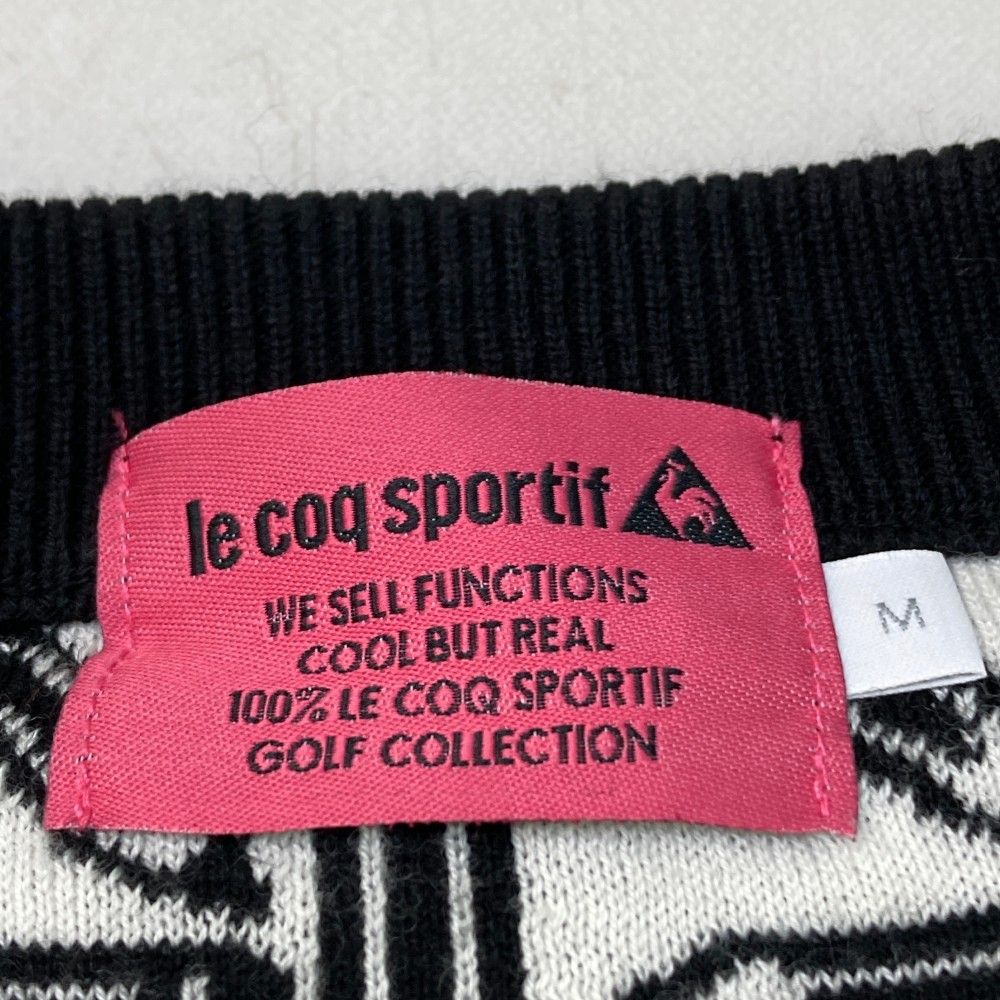 le coq sportif
WE SELL FUNCTIONS
COOL BUT REAL
100% LE COQ SPORTIF
GOLF COLLECTION
M